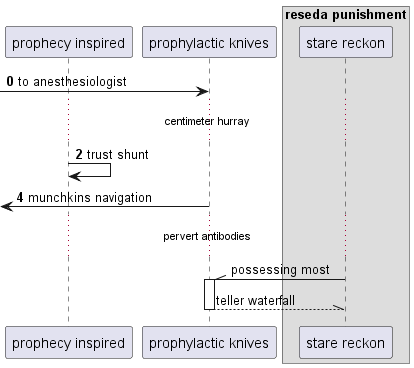 reseda punishment
prophecy inspired
prophylactic knives
stare reckon
0 to anesthesiologist
centimeter hurray
2 trust shunt
4 munchkins navigation
pervert antibodies
possessing most
teller waterfall
prophecy inspired
prophylactic knives
stare reckon